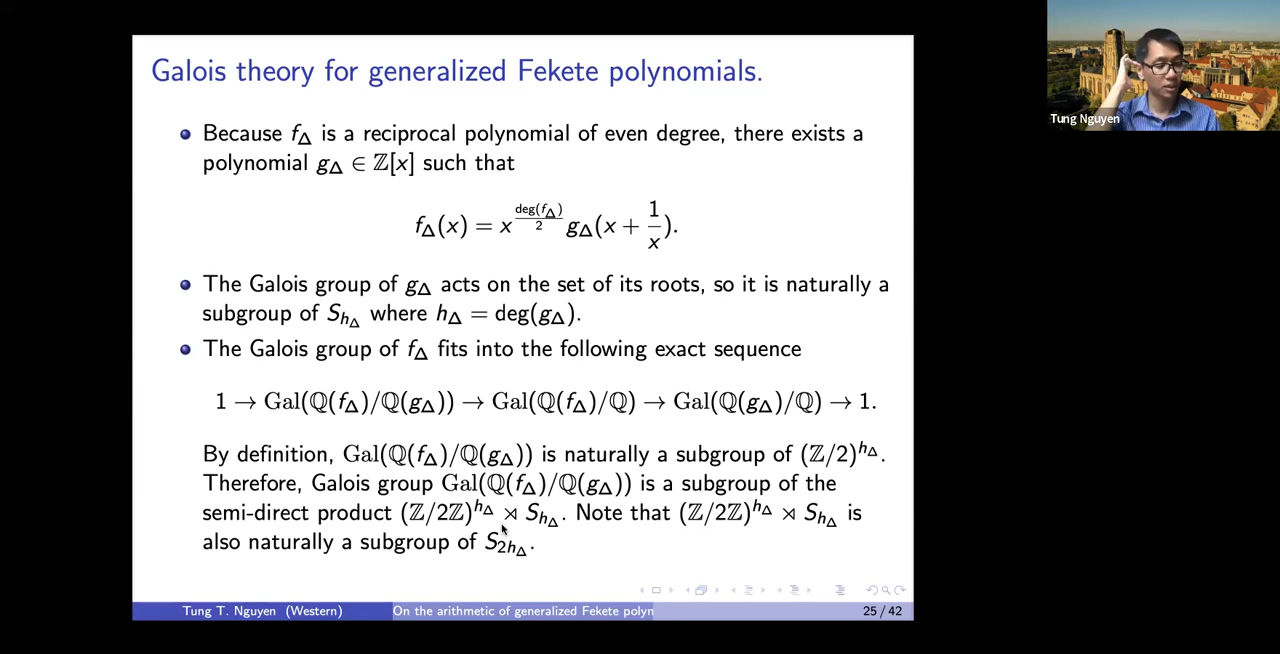 Galois theory for generalized Fekete polynomials.
Because f_Δ is a reciprocal polynomial of even degree, there exists a
polynomial g_Δ ∈ ℤ[x] such that
f_Δ(x) = x^{deg(f_Δ)/2} g_Δ(x + 1/x).
The Galois group of g_Δ acts on the set of its roots, so it is naturally a
subgroup of S_{h_Δ} where h_Δ = deg(g_Δ).
The Galois group of f_Δ fits into the following exact sequence
1 → Gal(ℚ(f_Δ)/ℚ(g_Δ)) → Gal(ℚ(f_Δ)/ℚ) → Gal(ℚ(g_Δ)/ℚ) → 1.
By definition, Gal(ℚ(f_Δ)/ℚ(g_Δ)) is naturally a subgroup of (ℤ/2)^{h_Δ}.
Therefore, Galois group Gal(ℚ(f_Δ)/ℚ(g_Δ)) is a subgroup of the
semi-direct product (ℤ/2ℤ)^{h_Δ} ⋊ S_{h_Δ}. Note that (ℤ/2ℤ)^{h_Δ} ⋊ S_{h_Δ} is
also naturally a subgroup of S_{2h_Δ}.
Tung T. Nguyen (Western)
On the arithmetic of generalized Fekete polyn
25 / 42
Tung Nguyen